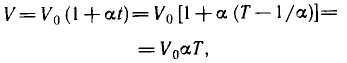 V = V₀ (1 + αt) = V₀ [1 + α (T − 1/α)] =
= V₀αT,